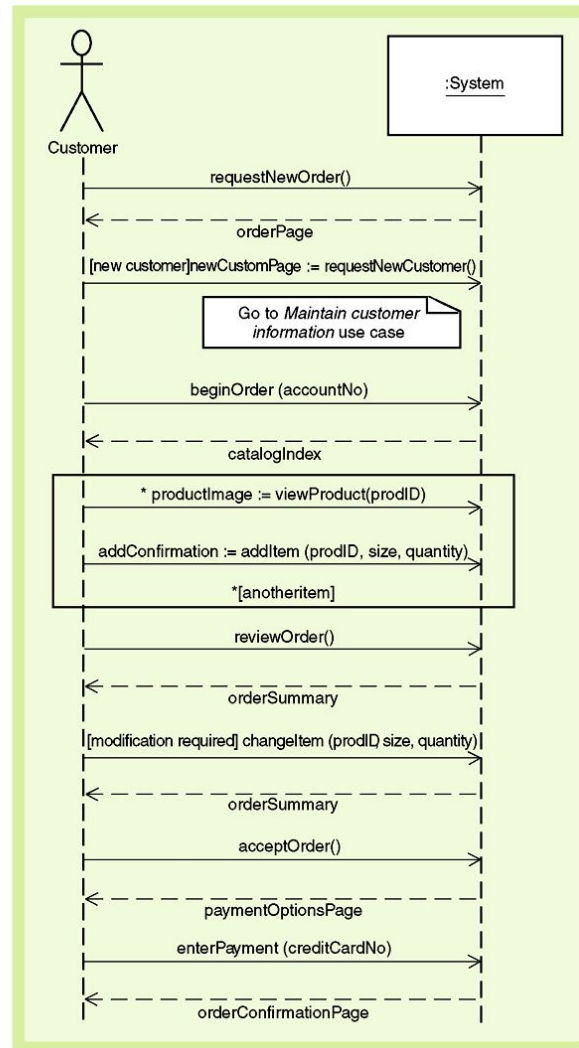 :System
Customer
requestNewOrder()
orderPage
[new customer]newCustomPage := requestNewCustomer()
Go to Maintain customer
information use case
beginOrder (accountNo)
catalogIndex
* productImage := viewProduct(prodID)
addConfirmation := addItem (prodID, size, quantity)
*[anotheritem]
reviewOrder()
orderSummary
[modification required] changeItem (prodID, size, quantity)
orderSummary
acceptOrder()
paymentOptionsPage
enterPayment (creditCardNo)
orderConfirmationPage